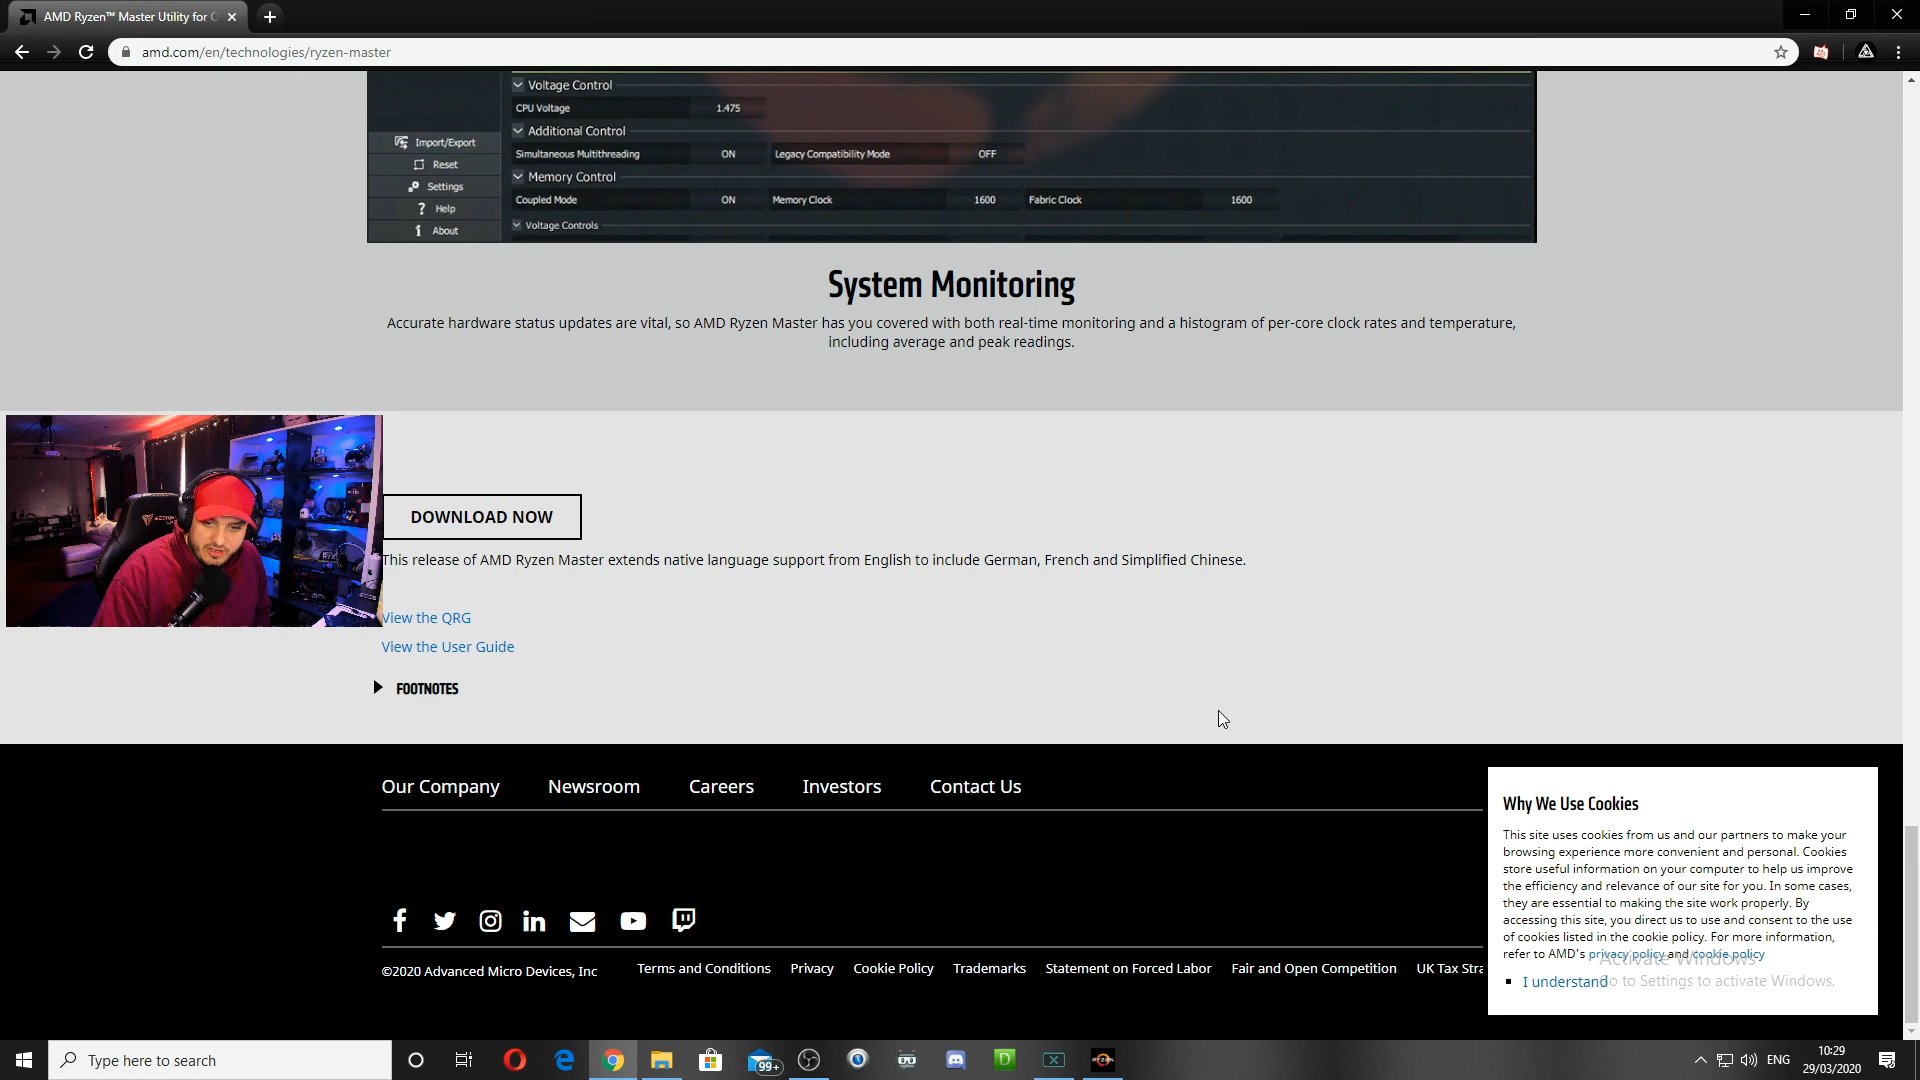 AMD Ryzen™ Master Utility for O
amd.com/en/technologies/ryzen-master
Voltage Control
CPU Voltage 1.475
Additional Control
Simultaneous Multithreading ON Legacy Compatibility Mode OFF
Memory Control
Coupled Mode ON Memory Clock 1600 Fabric Clock 1600
Voltage Controls
Import/Export
Reset
Settings
Help
About
System Monitoring
Accurate hardware status updates are vital, so AMD Ryzen Master has you covered with both real-time monitoring and a histogram of per-core clock rates and temperature,
including average and peak readings.
DOWNLOAD NOW
This release of AMD Ryzen Master extends native language support from English to include German, French and Simplified Chinese.
View the QRG
View the User Guide
FOOTNOTES
Our Company Newsroom Careers Investors Contact Us
©2020 Advanced Micro Devices, Inc Terms and Conditions Privacy Cookie Policy Trademarks Statement on Forced Labor Fair and Open Competition UK Tax Stra
Why We Use Cookies
This site uses cookies from us and our partners to make your
browsing experience more convenient and personal. Cookies
store useful information on your computer to help us improve
the efficiency and relevance of our site for you. In some cases,
they are essential to making the site work properly. By
accessing this site, you direct us to use and consent to the use
of cookies listed in the cookie policy. For more information,
refer to AMD's privacy policy and cookie policy
I understand
Activate Windows
Go to Settings to activate Windows.
Type here to search
99+
D
RYZEN
ENG
10:29
29/03/2020